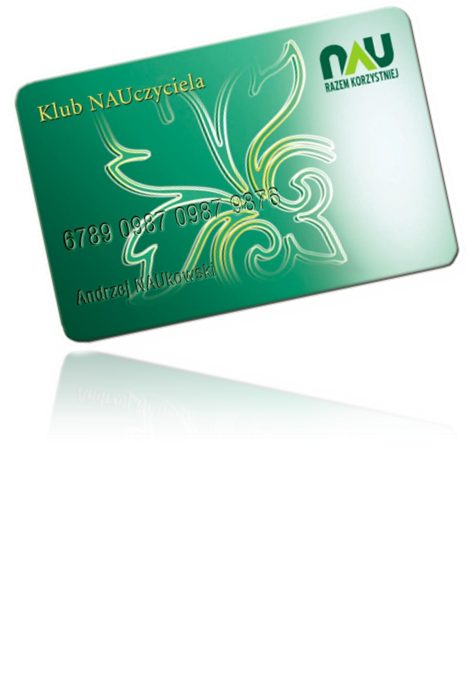 Klub NAUczyciela
NAU
RAZEM KORZYSTNIEJ
6789 0987 0987 9876
Andrzej NAUkowski